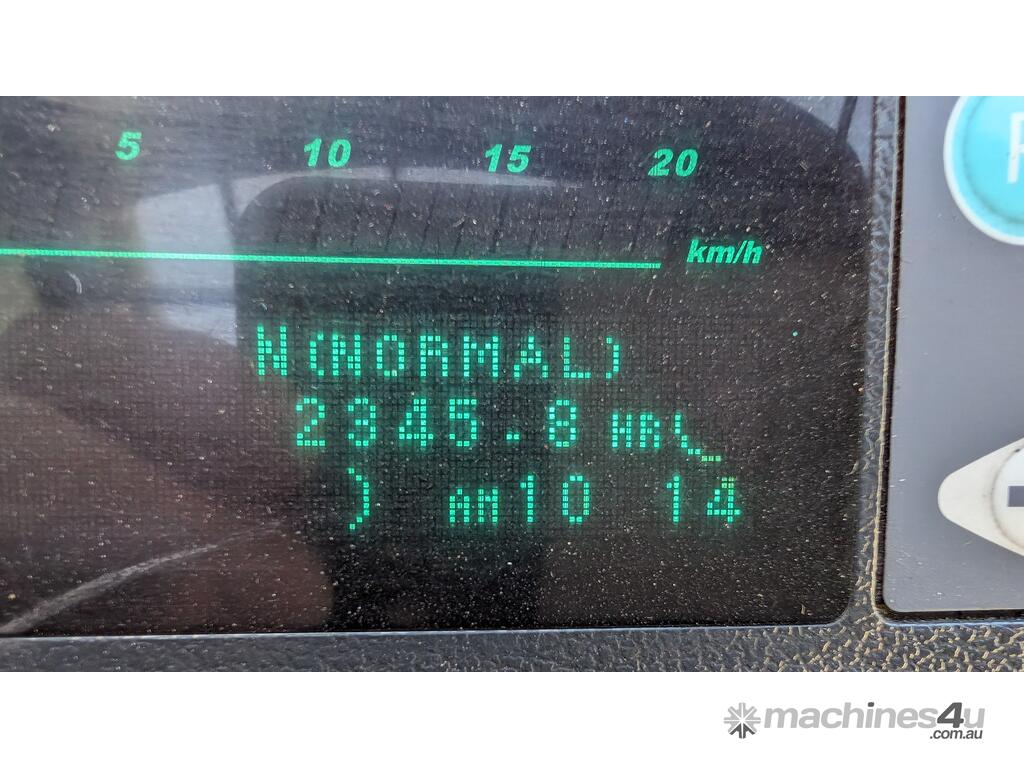 5 10 15 20
km/h
N(NORMAL)
2345.8 HR
) AM10 14
machines4u
.com.au